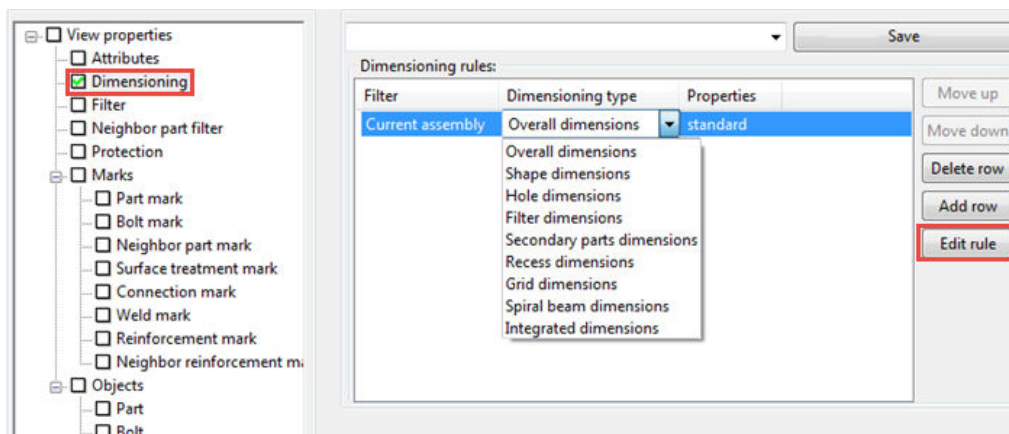 View properties
Attributes
Dimensioning
Filter
Neighbor part filter
Protection
Marks
Part mark
Bolt mark
Neighbor part mark
Surface treatment mark
Connection mark
Weld mark
Reinforcement mark
Neighbor reinforcement ma
Objects
Part
Bolt
Save
Dimensioning rules:
Filter Dimensioning type Properties
Current assembly Overall dimensions standard
Overall dimensions
Shape dimensions
Hole dimensions
Filter dimensions
Secondary parts dimensions
Recess dimensions
Grid dimensions
Spiral beam dimensions
Integrated dimensions
Move up
Move down
Delete row
Add row
Edit rule